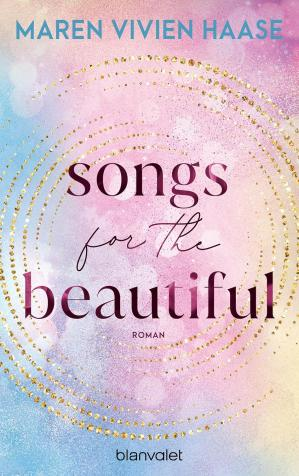 MAREN VIVIEN HAASE
songs
for the
beautiful
ROMAN
blanvalet